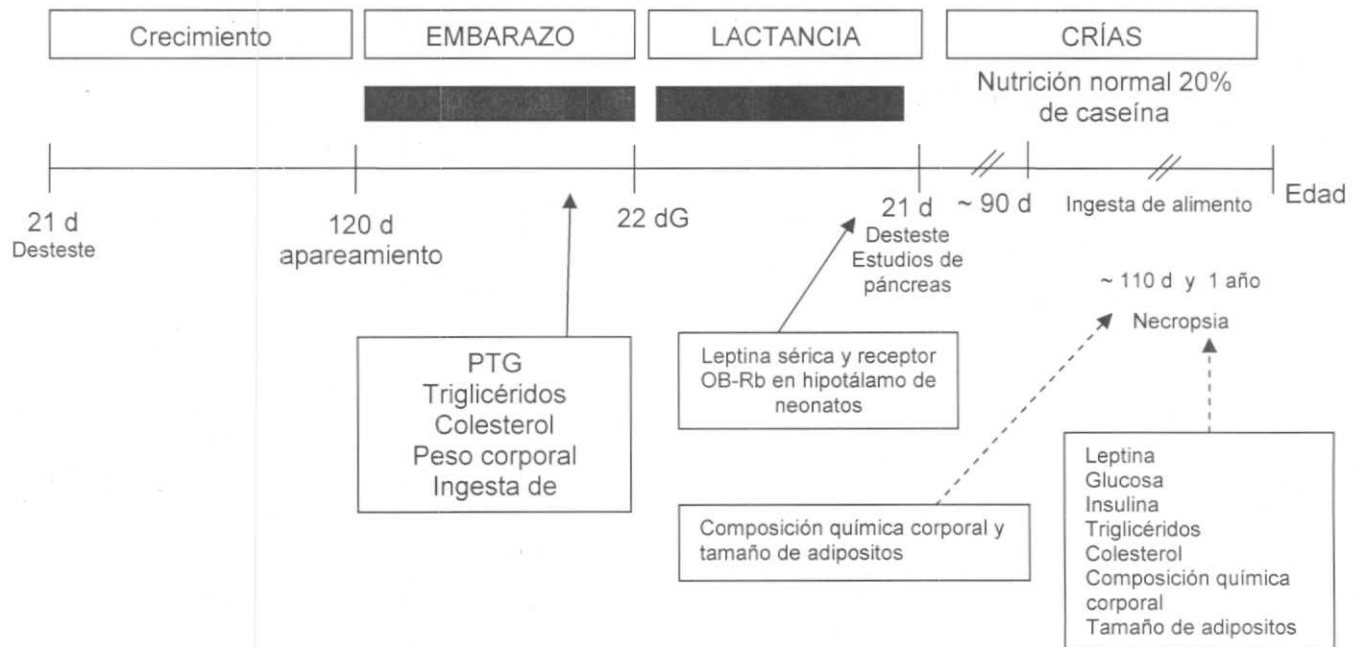 Crecimiento
EMBARAZO
LACTANCIA
CRÍAS
Nutrición normal 20%
de caseína
21 d
Desteste
120 d
apareamiento
22 dG
21 d
Desteste
Estudios de
páncreas
~ 90 d
Ingesta de alimento
Edad
~ 110 d y 1 año
Necropsia
PTG
Triglicéridos
Colesterol
Peso corporal
Ingesta de
Leptina sérica y receptor
OB-Rb en hipotálamo de
neonatos
Composición química corporal y
tamaño de adipositos
Leptina
Glucosa
Insulina
Triglicéridos
Colesterol
Composición química
corporal
Tamaño de adipositos